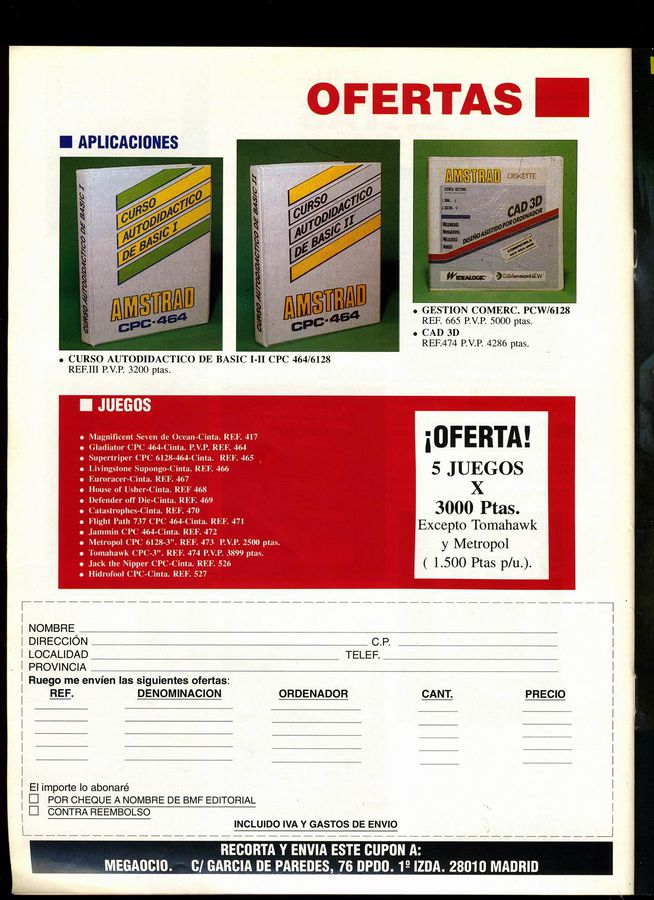 OFERTAS
APLICACIONES
CURSO AUTODIDACTICO DE BASIC I
CURSO
AUTODIDACTICO
DE BASIC I
AMSTRAD
CPC-464
CURSO AUTODIDACTICO DE BASIC II
CURSO
AUTODIDACTICO
DE BASIC II
AMSTRAD
CPC-464
AMSTRAD DISKETTE
CAD 3D
DISEÑO ASISTIDO POR ORDENADOR
IDEALOGIC
DiMensionNEW
• GESTION COMERC. PCW/6128
REF. 665 P.V.P. 5000 ptas.
• CAD 3D
REF.474 P.V.P. 4286 ptas.
• CURSO AUTODIDACTICO DE BASIC I-II CPC 464/6128
REF.III P.V.P. 3200 ptas.
JUEGOS
• Magnificent Seven de Ocean-Cinta. REF. 417
• Gladiator CPC 464-Cinta. P.V.P. REF. 464
• Supertriper CPC 6128-464-Cinta. REF. 465
• Livingstone Supongo-Cinta. REF. 466
• Euroracer-Cinta. REF. 467
• House of Usher-Cinta. REF 468
• Defender off Die-Cinta. REF. 469
• Catastrophes-Cinta. REF. 470
• Flight Path 737 CPC 464-Cinta. REF. 471
• Jammin CPC 464-Cinta. REF. 472
• Metropol CPC 6128-3". REF. 473 P.V.P. 2500 ptas.
• Tomahawk CPC-3". REF. 474 P.V.P. 3899 ptas.
• Jack the Nipper CPC-Cinta. REF. 526
• Hidrofool CPC-Cinta. REF. 527
¡OFERTA!
5 JUEGOS
X
3000 Ptas.
Excepto Tomahawk
y Metropol
( 1.500 Ptas p/u.).
NOMBRE
DIRECCIÓN C.P.
LOCALIDAD TELEF.
PROVINCIA
Ruego me envíen las siguientes ofertas:
REF. DENOMINACION ORDENADOR CANT. PRECIO
El importe lo abonaré
POR CHEQUE A NOMBRE DE BMF EDITORIAL
CONTRA REEMBOLSO
INCLUIDO IVA Y GASTOS DE ENVIO
RECORTA Y ENVIA ESTE CUPON A:
MEGAOCIO. C/ GARCIA DE PAREDES, 76 DPDO. 1º IZDA. 28010 MADRID